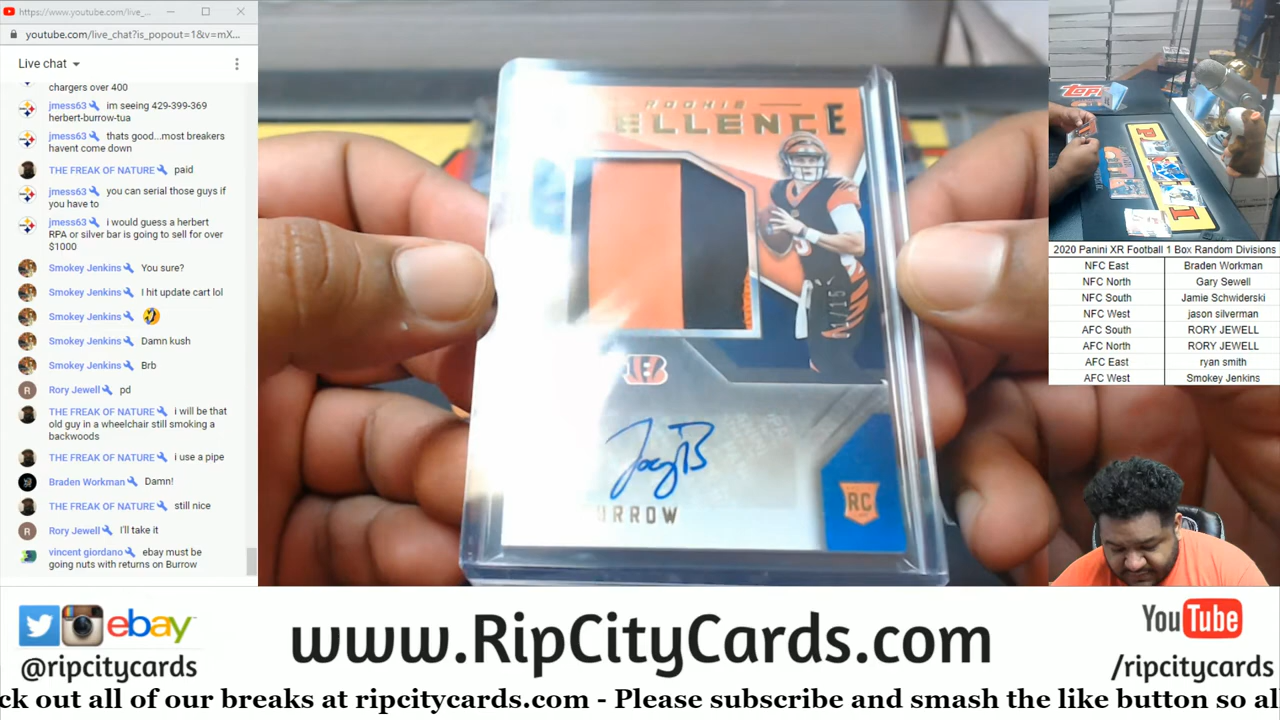 https://www.youtube.com/live_...
youtube.com/live_chat?is_popout=1&v=mX...
Live chat
chargers over 400
jmess63 im seeing 429-399-369
herbert-burrow-tua
jmess63 thats good...most breakers
havent come down
THE FREAK OF NATURE paid
jmess63 you can serial those guys if
you have to
jmess63 i would guess a herbert
RPA or silver bar is going to sell for over
$1000
Smokey Jenkins You sure?
Smokey Jenkins I hit update cart lol
Smokey Jenkins
Smokey Jenkins Damn kush
Smokey Jenkins Brb
R Rory Jewell pd
THE FREAK OF NATURE i will be that
old guy in a wheelchair still smoking a
backwoods
THE FREAK OF NATURE i use a pipe
Braden Workman Damn!
THE FREAK OF NATURE still nice
R Rory Jewell I'll take it
vincent giordano ebay must be
going nuts with returns on Burrow
ROOKIE
ELLENCE
B
JoeyB
URROW
RC
topps
2020 Panini XR Football 1 Box Random Divisions
NFC East Braden Workman
NFC North Gary Sewell
NFC South Jamie Schwiderski
NFC West jason silverman
AFC South RORY JEWELL
AFC North RORY JEWELL
AFC East ryan smith
AFC West Smokey Jenkins
ebay
@ripcitycards
www.RipCityCards.com
YouTube
/ripcitycards
ck out all of our breaks at ripcitycards.com - Please subscribe and smash the like button so al